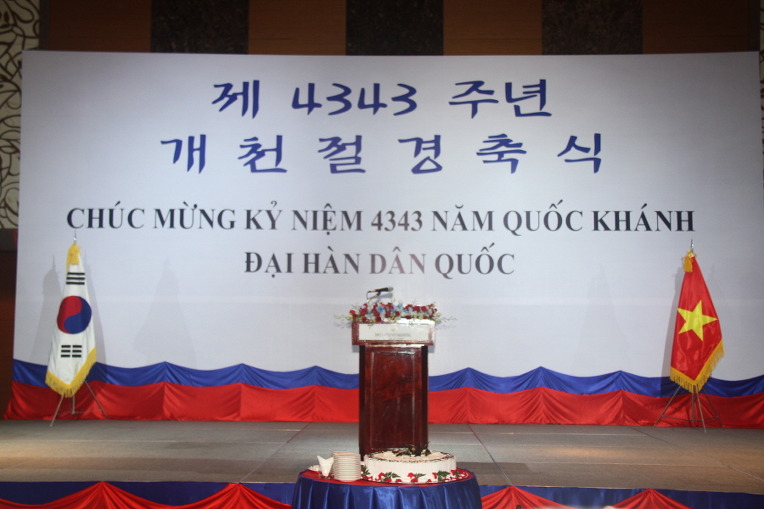 제 4343 주년
개천절경축식
CHÚC MỪNG KỶ NIỆM 4343 NĂM QUỐC KHÁNH
ĐẠI HÀN DÂN QUỐC